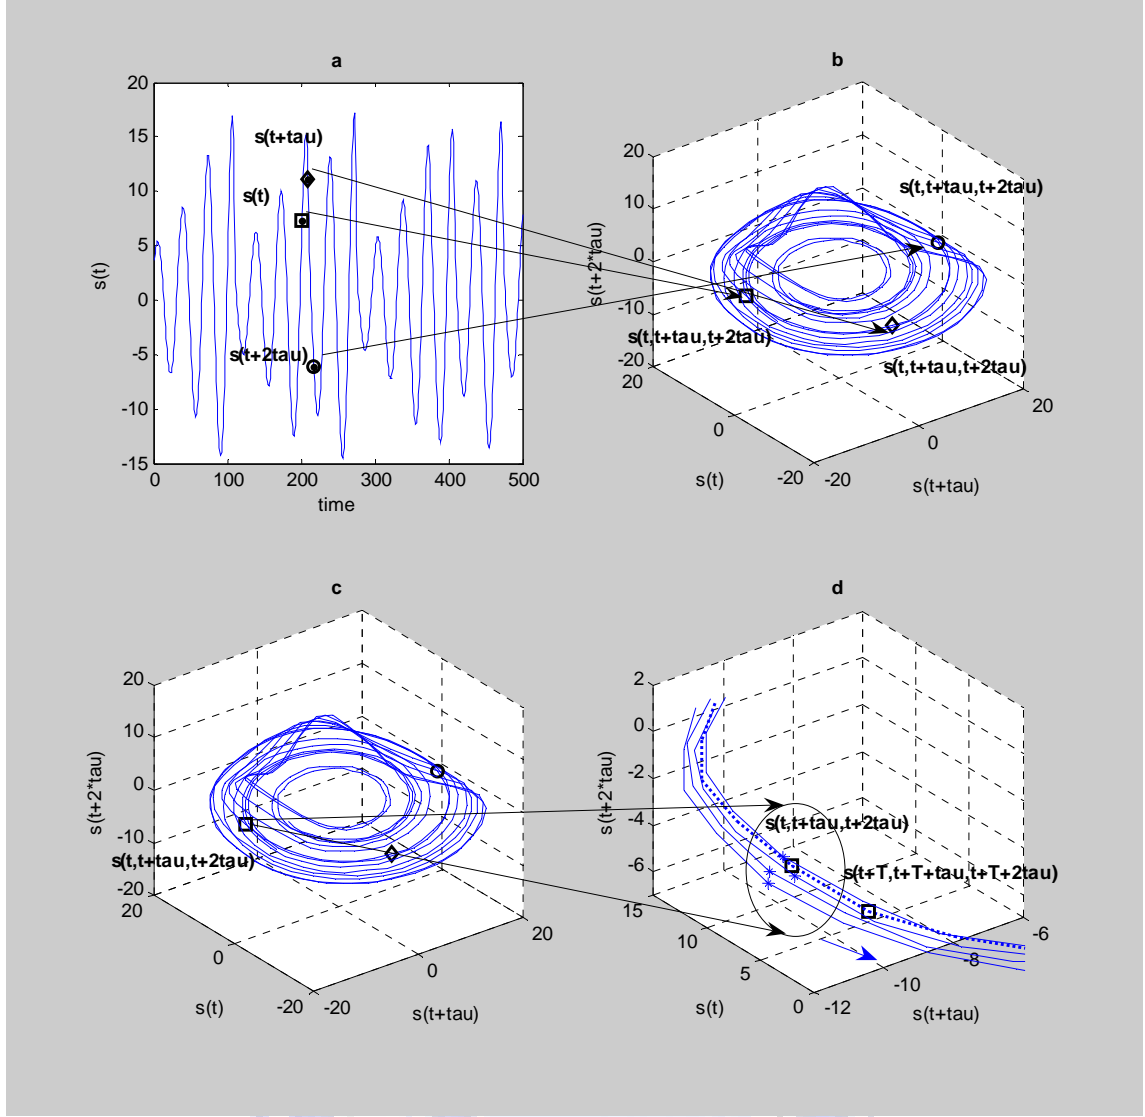 a
20
15
10
5
0
-5
-10
-15
0 100 200 300 400 500
time
s(t)
s(t+tau)
s(t)
s(t+2tau)
b
20
10
0
-10
-20
s(t+2*tau)
20
0
-20
s(t)
-20
0
20
s(t+tau)
s(t,t+tau,t+2tau)
s(t,t+tau,t+2tau)
s(t,t+tau,t+2tau)
c
20
10
0
-10
-20
s(t+2*tau)
20
0
-20
s(t)
-20
0
20
s(t+tau)
s(t,t+tau,t+2tau)
d
2
0
-2
-4
-6
s(t+2*tau)
15
10
5
0
s(t)
-12
-10
-8
-6
s(t+tau)
s(t,t+tau,t+2tau)
s(t+T,t+T+tau,t+T+2tau)